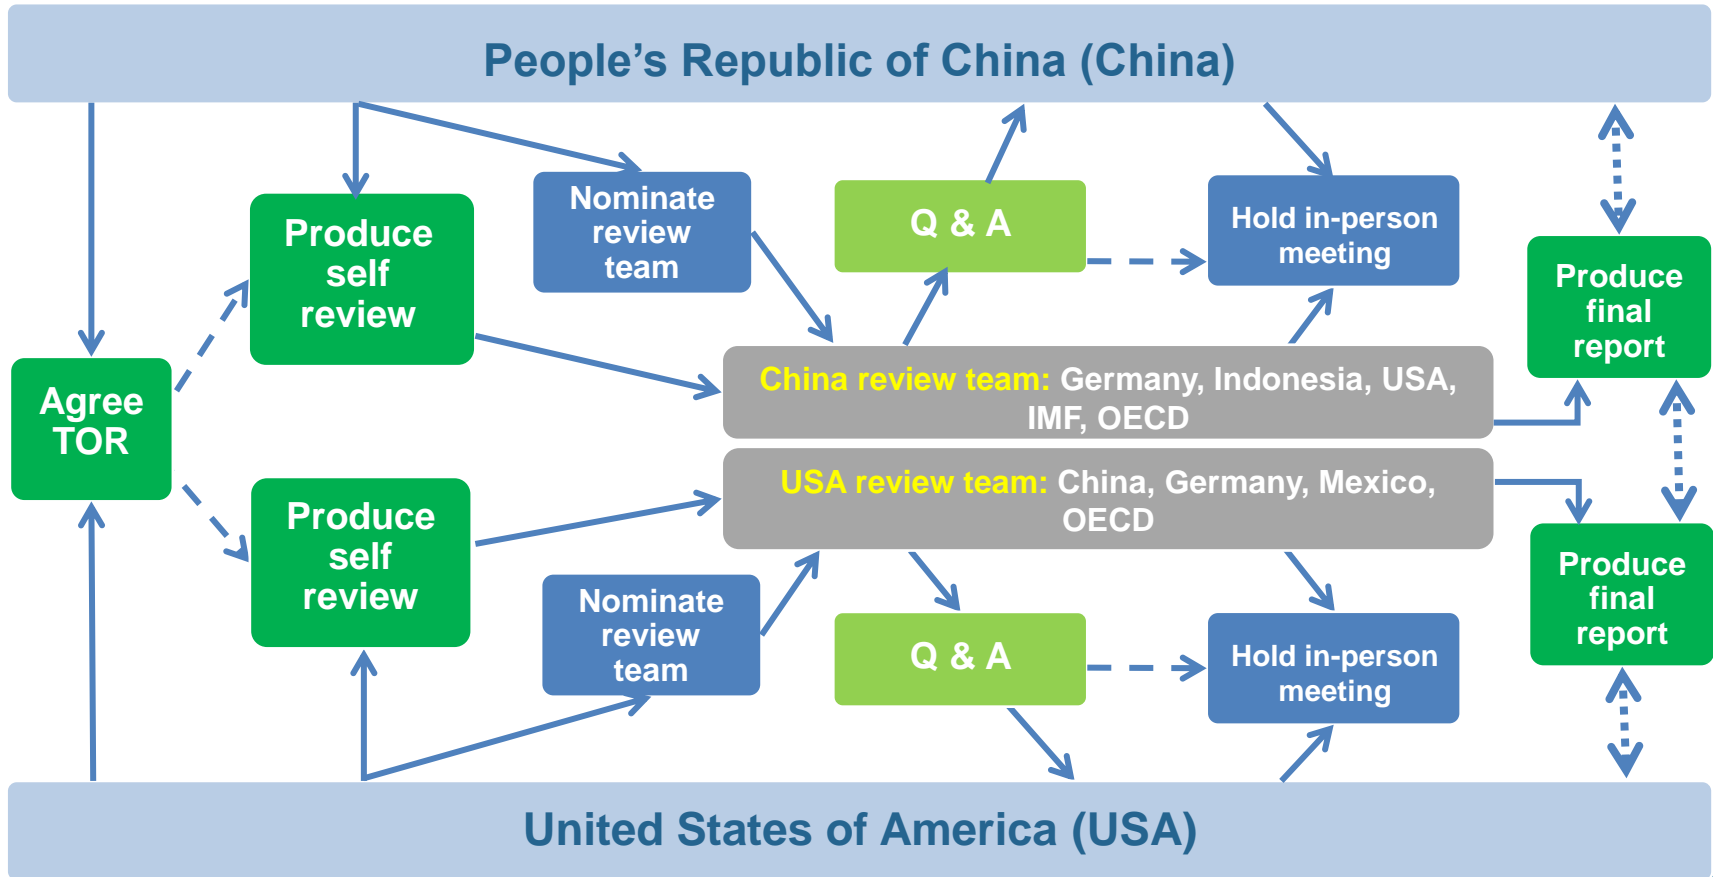 People’s Republic of China (China)
Nominate
review
team
Q & A
Hold in-person
meeting
Produce
self
review
Produce
final
report
Agree
TOR
China review team: Germany, Indonesia, USA,
IMF, OECD
USA review team: China, Germany, Mexico,
OECD
Produce
self
review
Nominate
review
team
Q & A
Hold in-person
meeting
Produce
final
report
United States of America (USA)